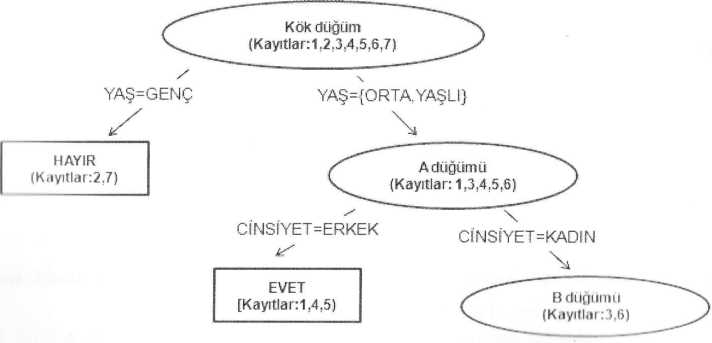 Kök düğüm
(Kayıtlar:1,2,3,4,5,6,7)
YAŞ=GENÇ
YAŞ={ORTA,YAŞLI}
HAYIR
(Kayıtlar:2,7)
A düğümü
(Kayıtlar: 1,3,4,5,6)
CİNSİYET=ERKEK
CİNSİYET=KADIN
EVET
[Kayıtlar:1,4,5)
B düğümü
(Kayıtlar:3,6)